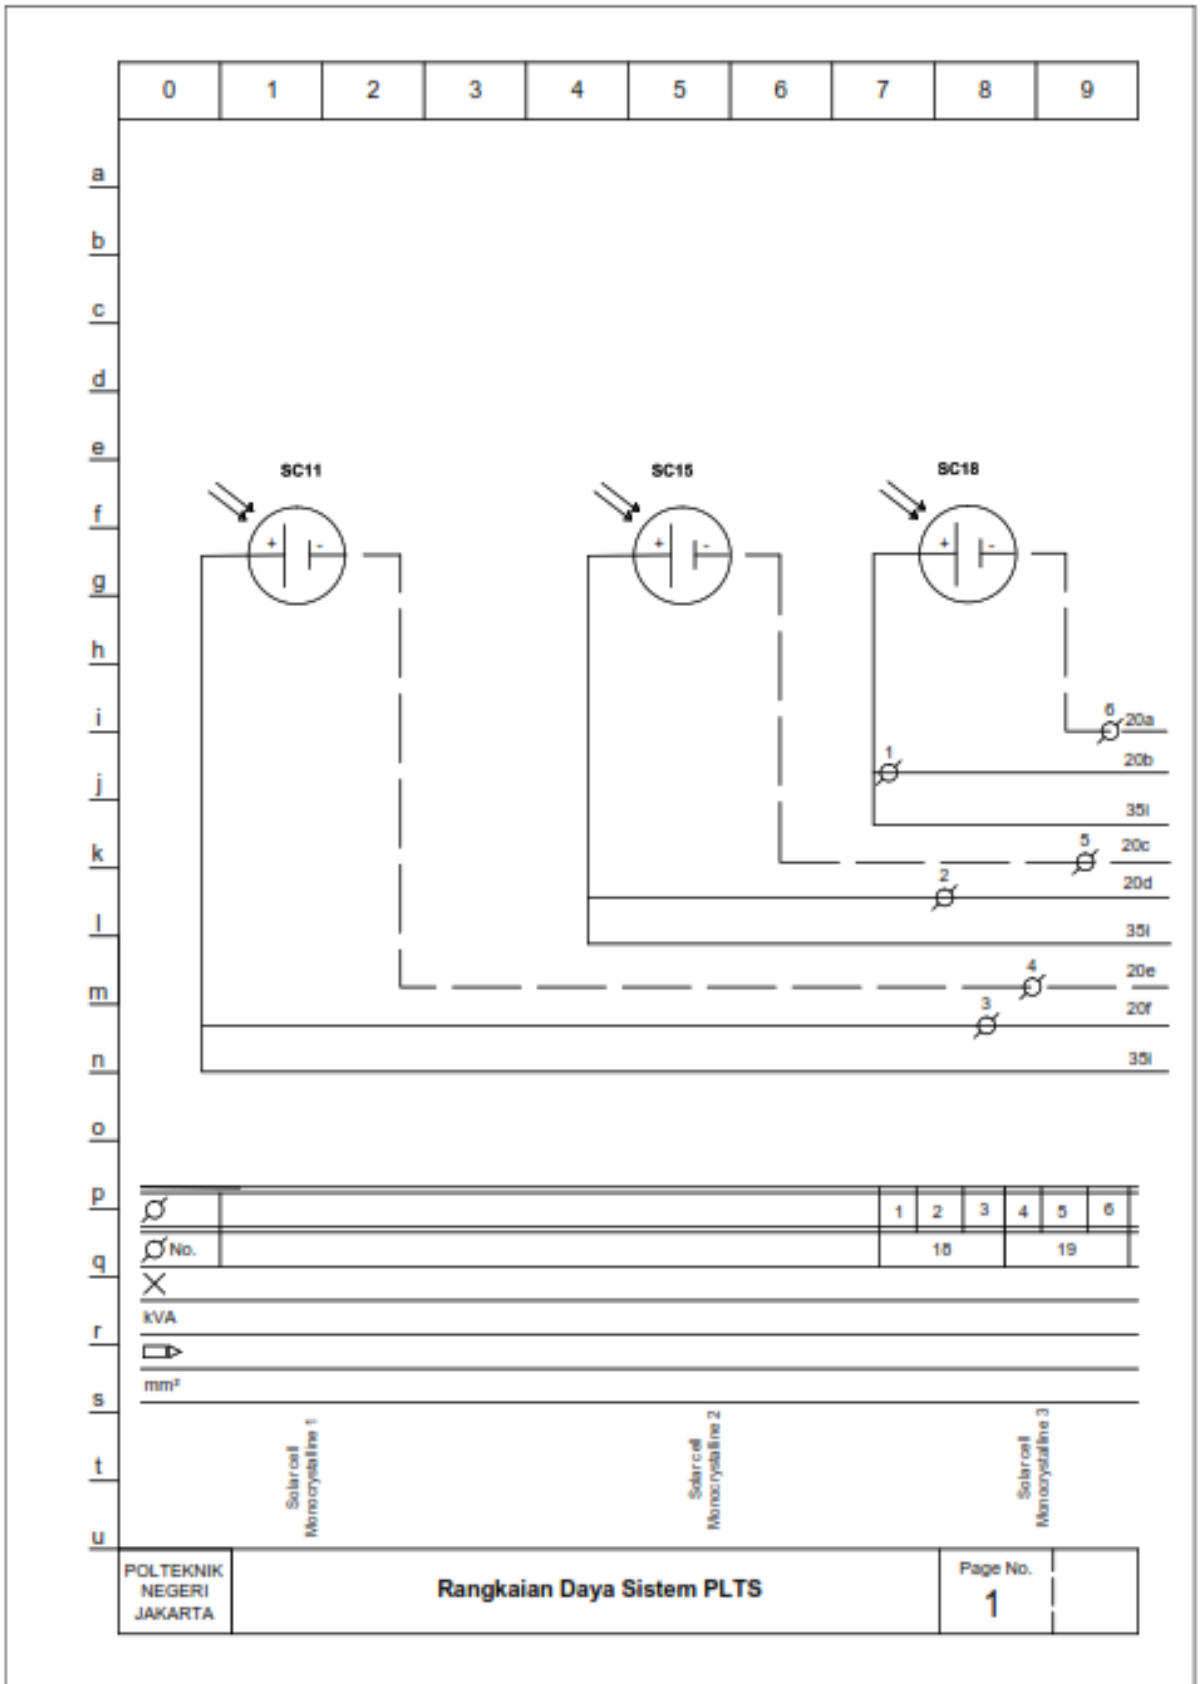 0 1 2 3 4 5 6 7 8 9
a
b
c
d
e
SC11 SC15 SC18
f
+ - + - + -
g
h
i
6 20a
1 20b
j
35i
k
5 20c
2 20d
l
35i
4 20e
m
3 20f
n
35i
o
p
1 2 3 4 5 6
No. 18 19
q
kVA
r
mm²
s
Solar cell
Monocrystalline 1
Solar cell
Monocrystalline 2
Solar cell
Monocrystalline 3
t
u
POLTEKNIK
NEGERI
JAKARTA
Rangkaian Daya Sistem PLTS
Page No.
1